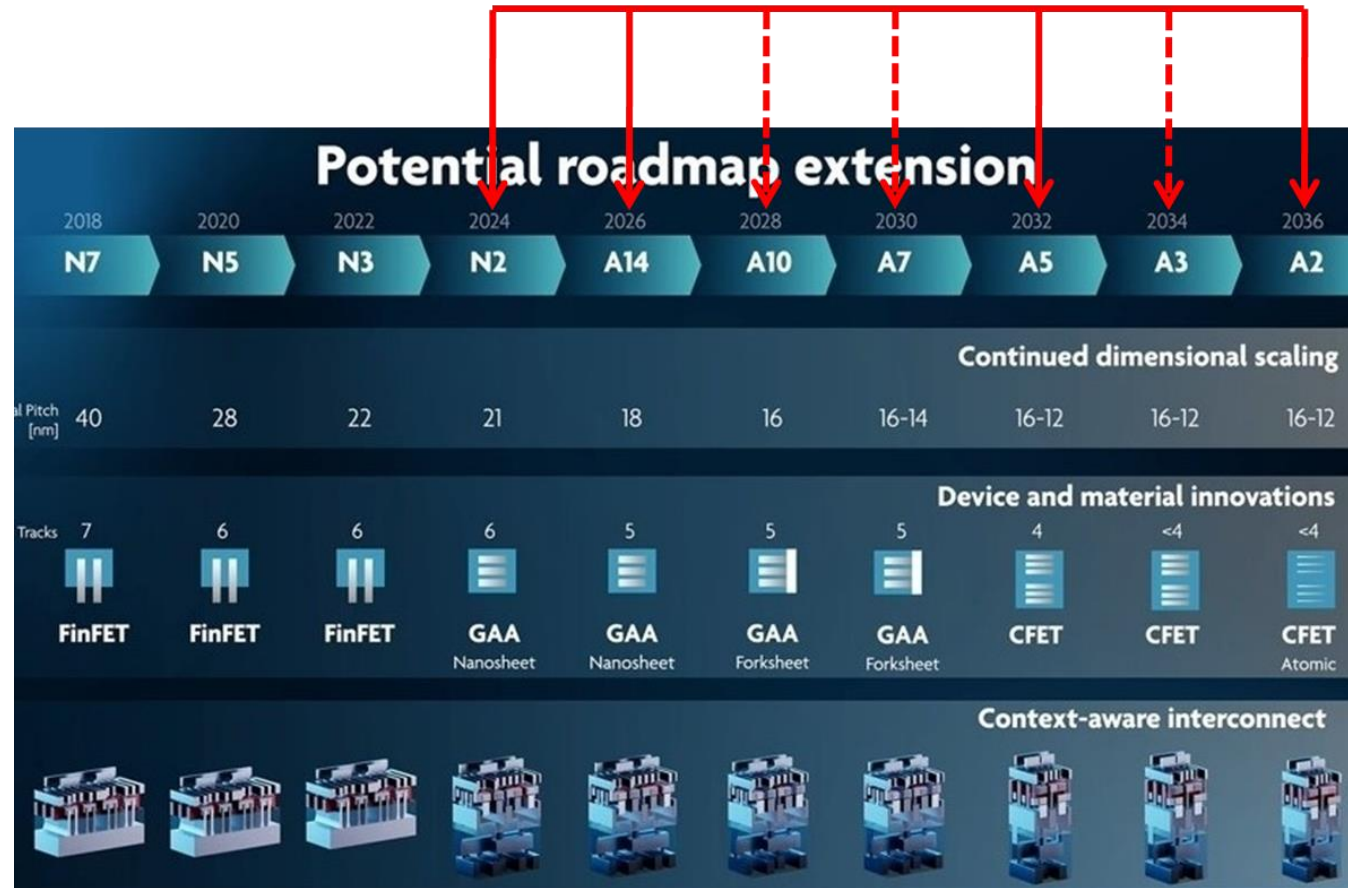 Potential roadmap extension
2018 2020 2022 2024 2026 2028 2030 2032 2034 2036
N7 N5 N3 N2 A14 A10 A7 A5 A3 A2
Continued dimensional scaling
al Pitch
[nm] 40 28 22 21 18 16 16-14 16-12 16-12 16-12
Device and material innovations
Tracks 7 6 6 6 5 5 5 4 <4 <4
FinFET FinFET FinFET GAA GAA GAA GAA CFET CFET CFET
Nanosheet Nanosheet Forksheet Forksheet Atomic
Context-aware interconnect